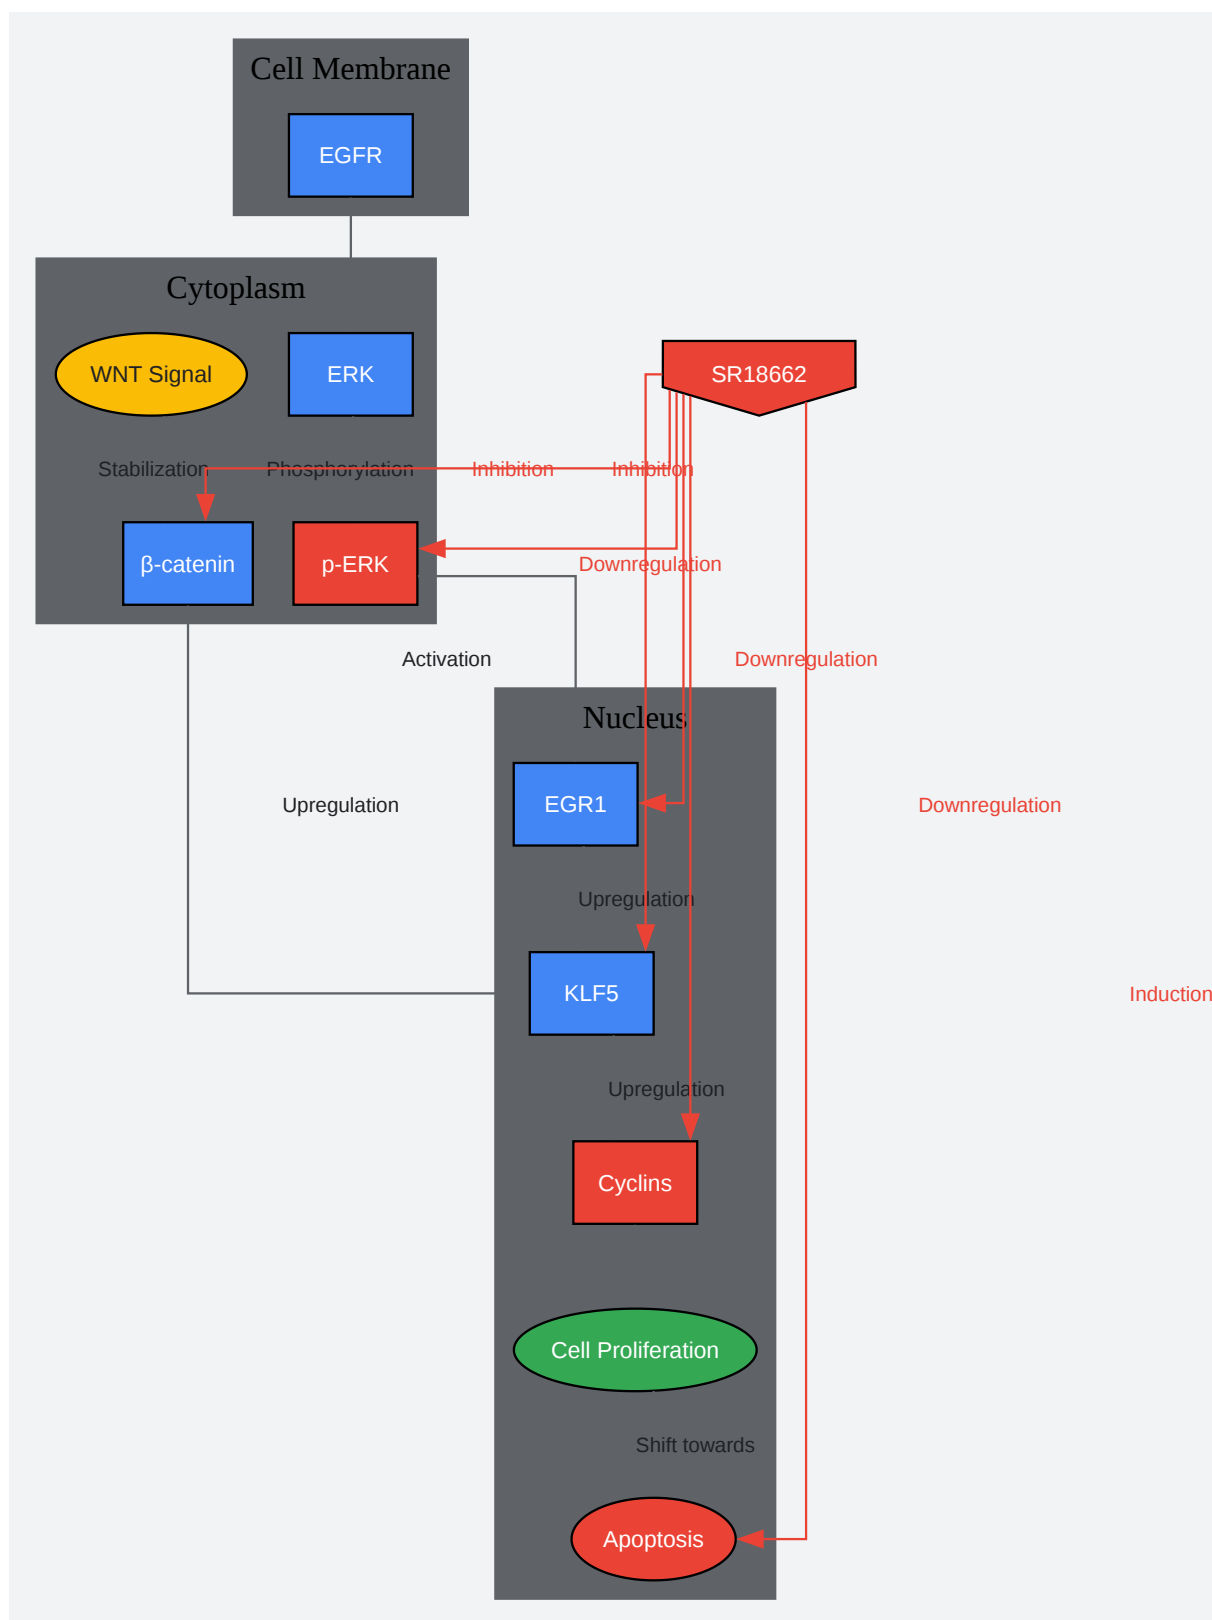 Cell Membrane
EGFR
Cytoplasm
WNT Signal
ERK
SR18662
Stabilization
Phosphorylation
Inhibition
Inhibition
β-catenin
p-ERK
Downregulation
Activation
Downregulation
Nucleus
EGR1
Upregulation
Downregulation
Upregulation
KLF5
Induction
Upregulation
Cyclins
Cell Proliferation
Shift towards
Apoptosis